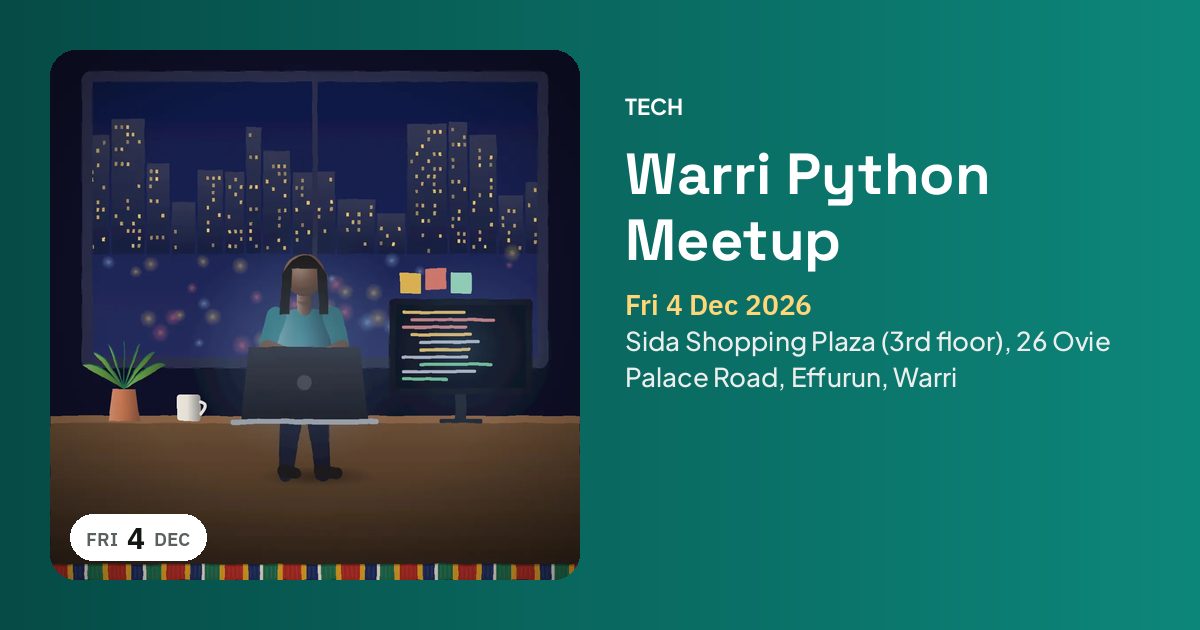 TECH
Warri Python
Meetup
Fri 4 Dec 2026
Sida Shopping Plaza (3rd floor), 26 Ovie
Palace Road, Effurun, Warri
FRI 4 DEC